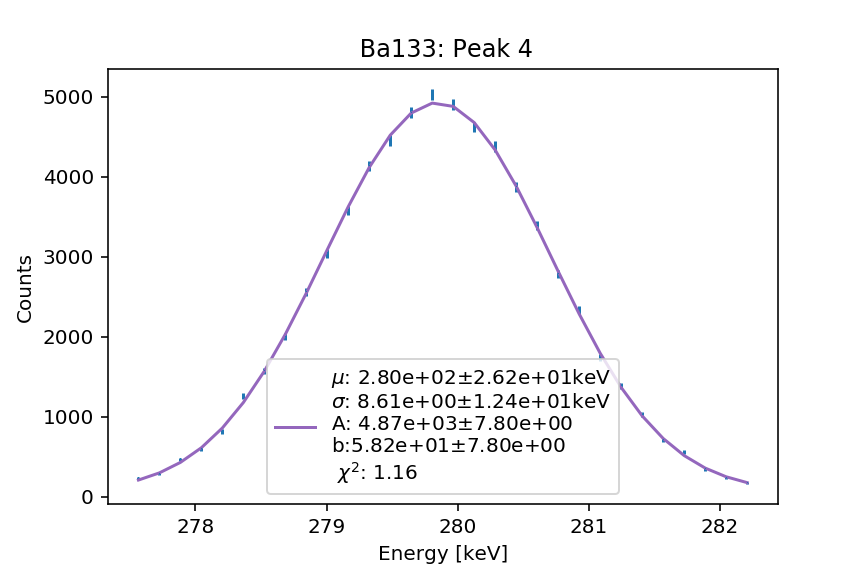 Ba133: Peak 4
5000
4000
3000
2000
1000
0
Counts
μ: 2.80e+02±2.62e+01keV
σ: 8.61e+00±1.24e+01keV
A: 4.87e+03±7.80e+00
b:5.82e+01±7.80e+00
χ²: 1.16
278 279 280 281 282
Energy [keV]